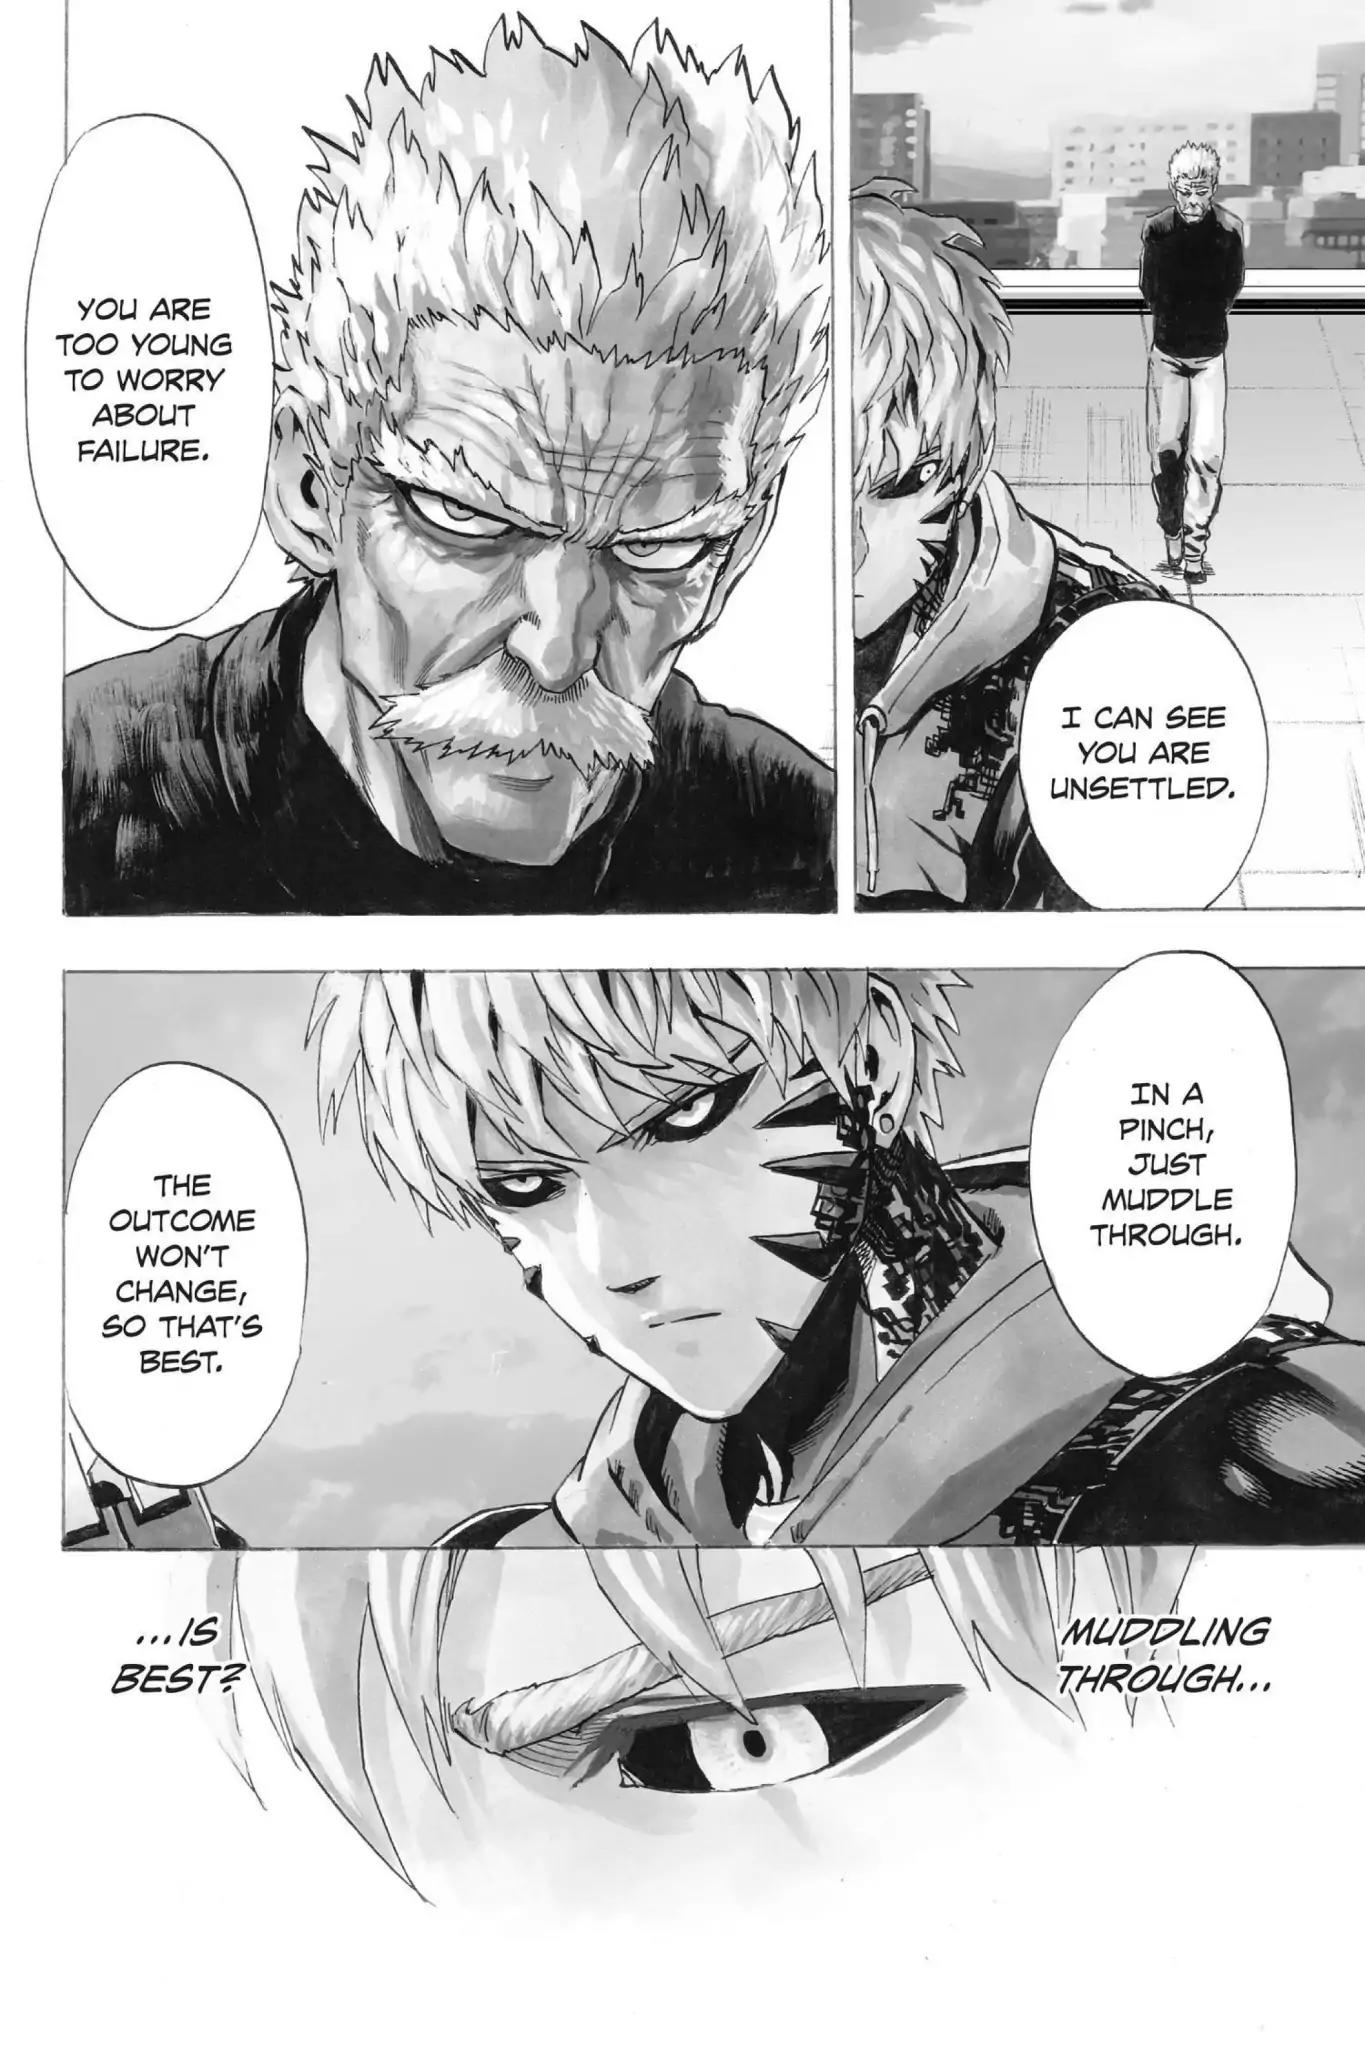 I CAN SEE
YOU ARE
UNSETTLED.
YOU ARE
TOO YOUNG
TO WORRY
ABOUT
FAILURE.
IN A
PINCH,
JUST
MUDDLE
THROUGH.
THE
OUTCOME
WON'T
CHANGE,
SO THAT'S
BEST.
MUDDLING
THROUGH...
...IS
BEST?